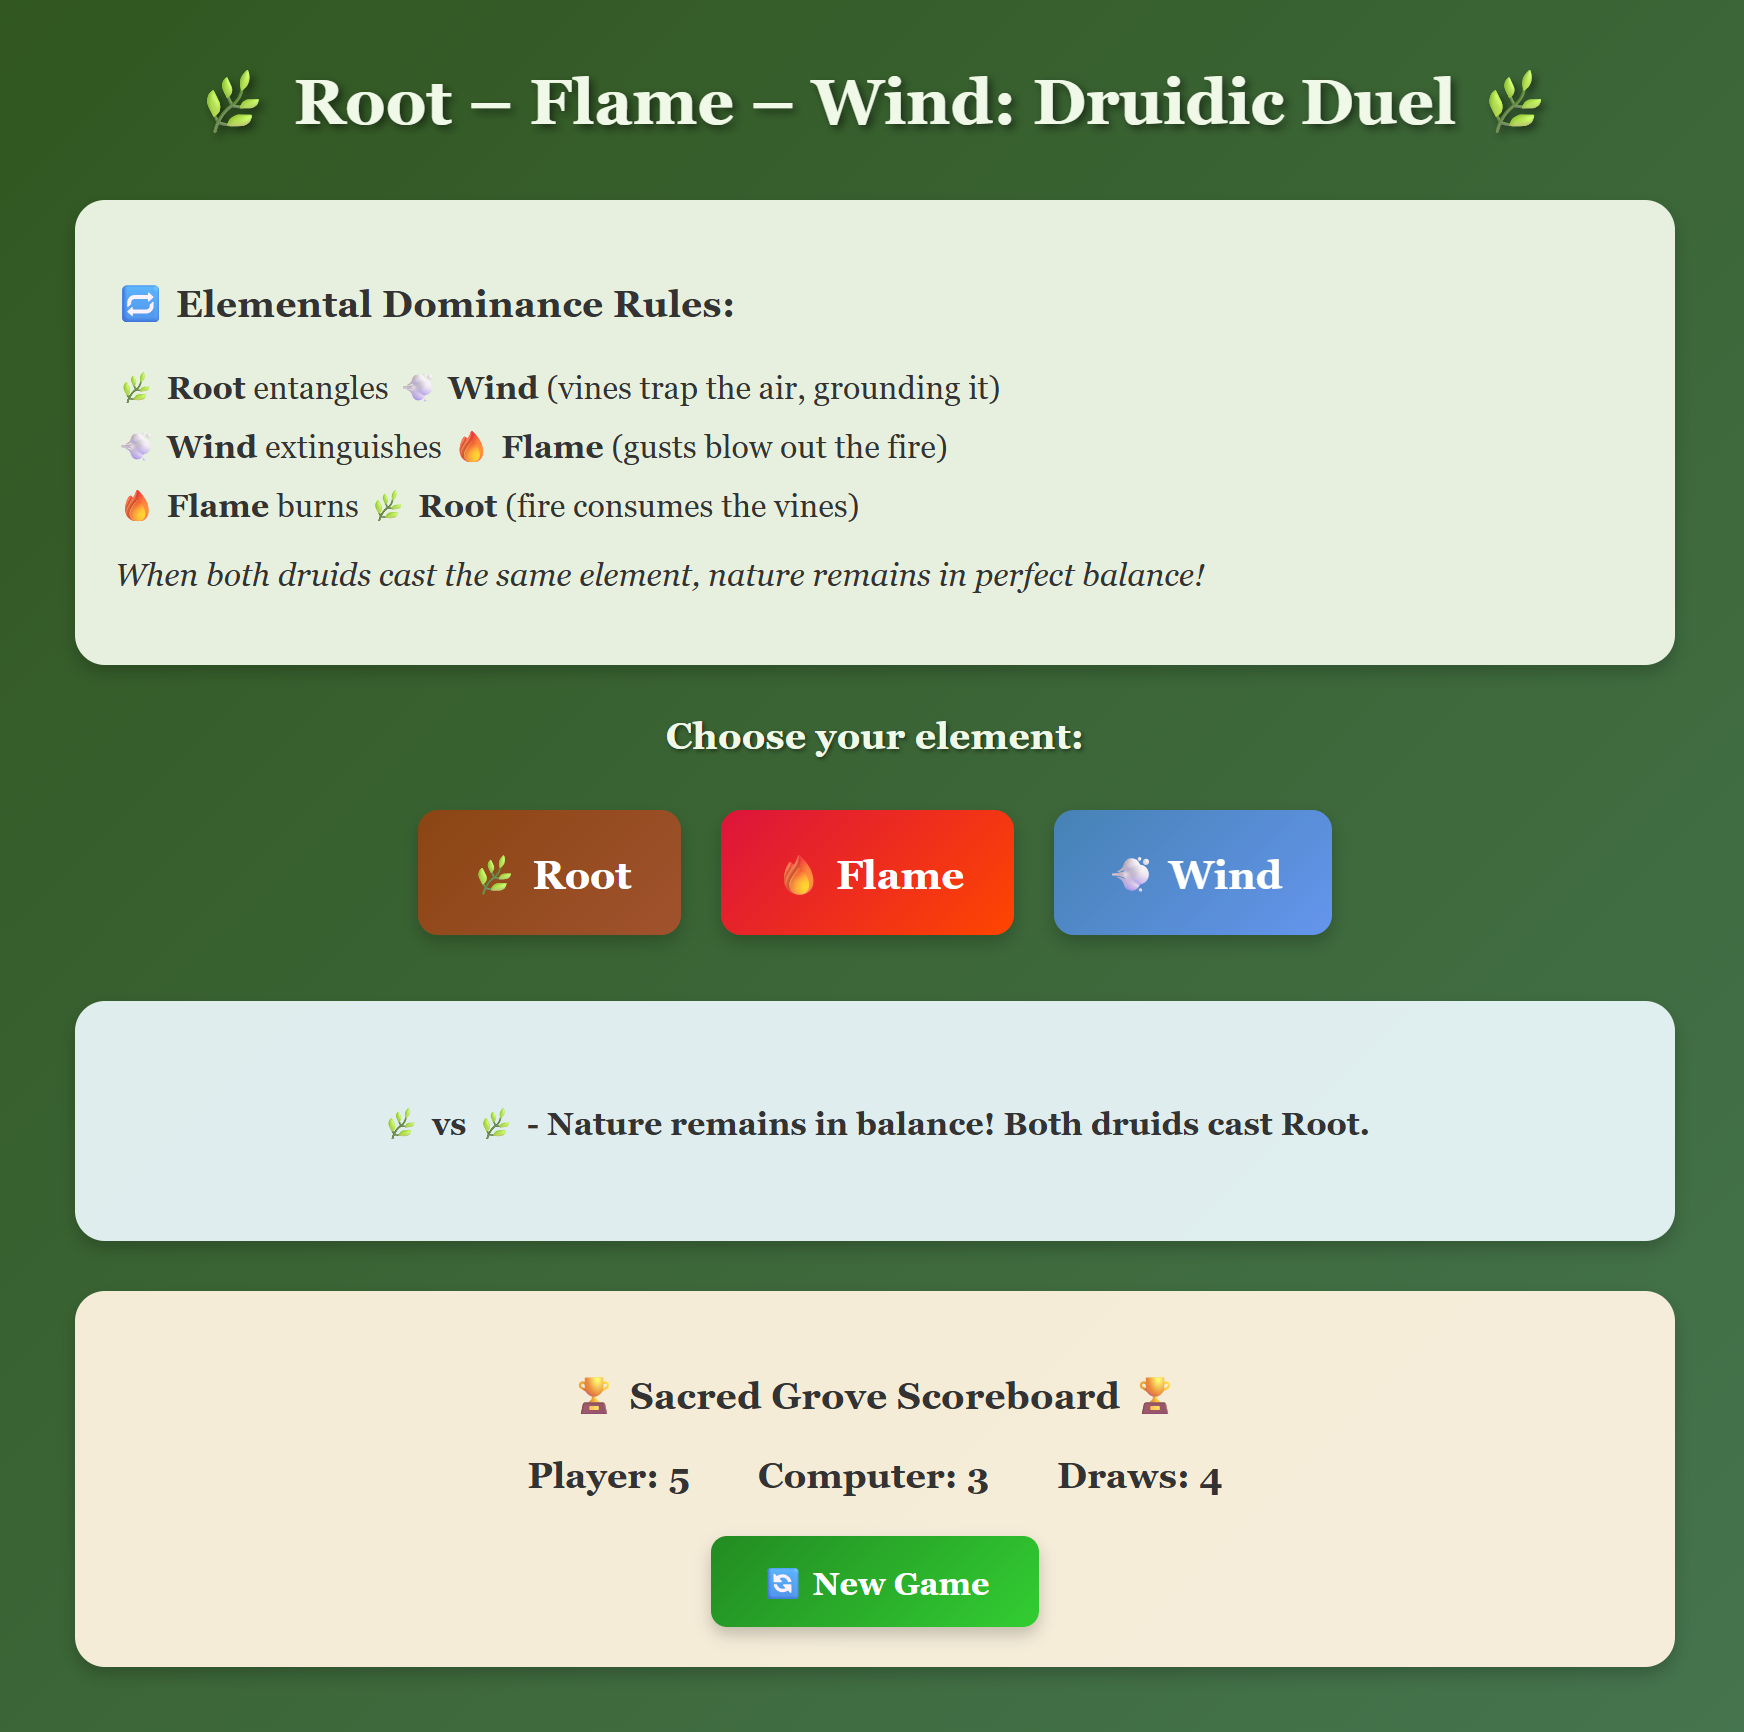 🌿 Root – Flame – Wind: Druidic Duel 🌿
🔁 Elemental Dominance Rules:
🌿 Root entangles 💨 Wind (vines trap the air, grounding it)
💨 Wind extinguishes 🔥 Flame (gusts blow out the fire)
🔥 Flame burns 🌿 Root (fire consumes the vines)
When both druids cast the same element, nature remains in perfect balance!
Choose your element:
🌿 Root 🔥 Flame 💨 Wind
🌿 vs 🌿 - Nature remains in balance! Both druids cast Root.
🏆 Sacred Grove Scoreboard 🏆
Player: 5 Computer: 3 Draws: 4
🔄 New Game